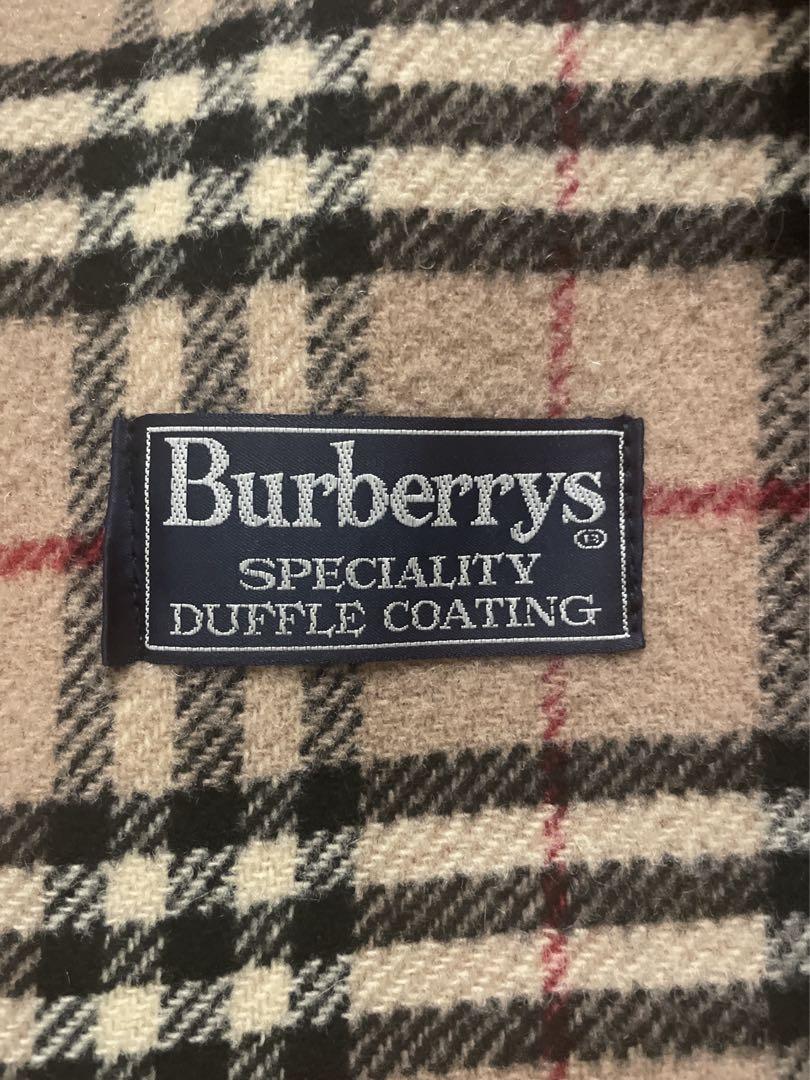 Burberrys
SPECIALITY
DUFFLE COATING